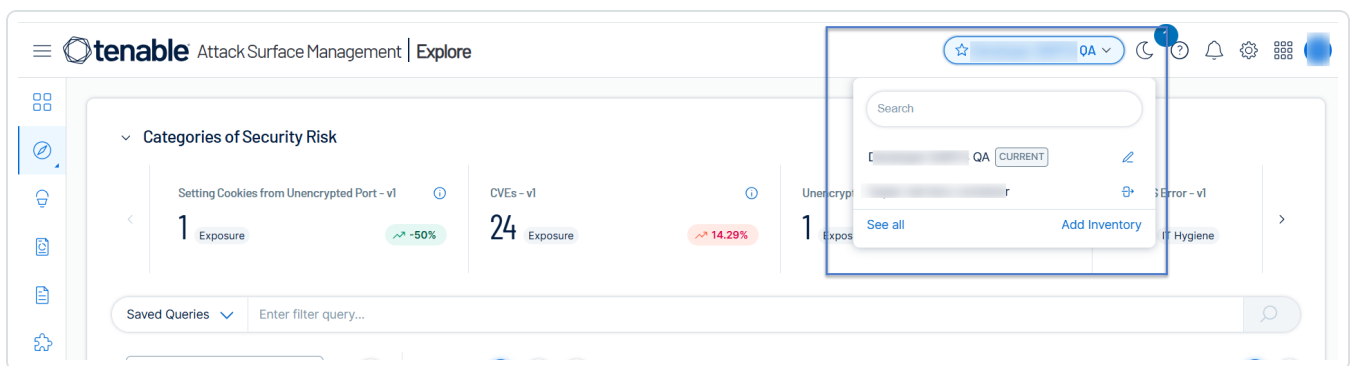 tenable Attack Surface Management | Explore
QA
1
Search
QA CURRENT
See all Add Inventory
Categories of Security Risk
Setting Cookies from Unencrypted Port - v1
1 Exposure -50%
CVEs - v1
24 Exposure 14.29%
1
Error - v1
IT Hygiene
Saved Queries Enter filter query...